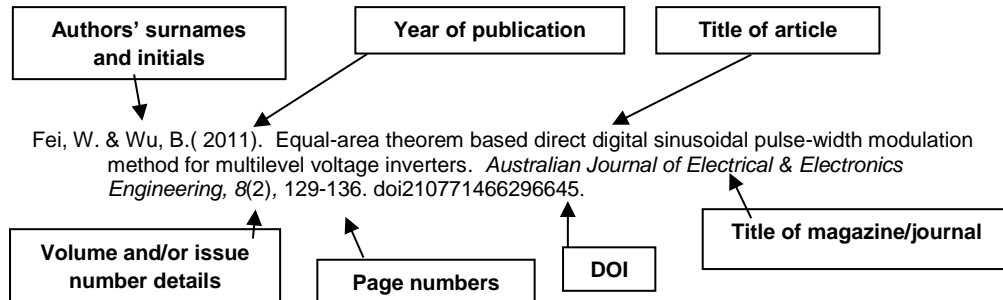 Authors' surnames
and initials
Year of publication
Title of article
Fei, W. & Wu, B.( 2011). Equal-area theorem based direct digital sinusoidal pulse-width modulation
method for multilevel voltage inverters. Australian Journal of Electrical & Electronics
Engineering, 8(2), 129-136. doi210771466296645.
Volume and/or issue
number details
Page numbers
DOI
Title of magazine/journal